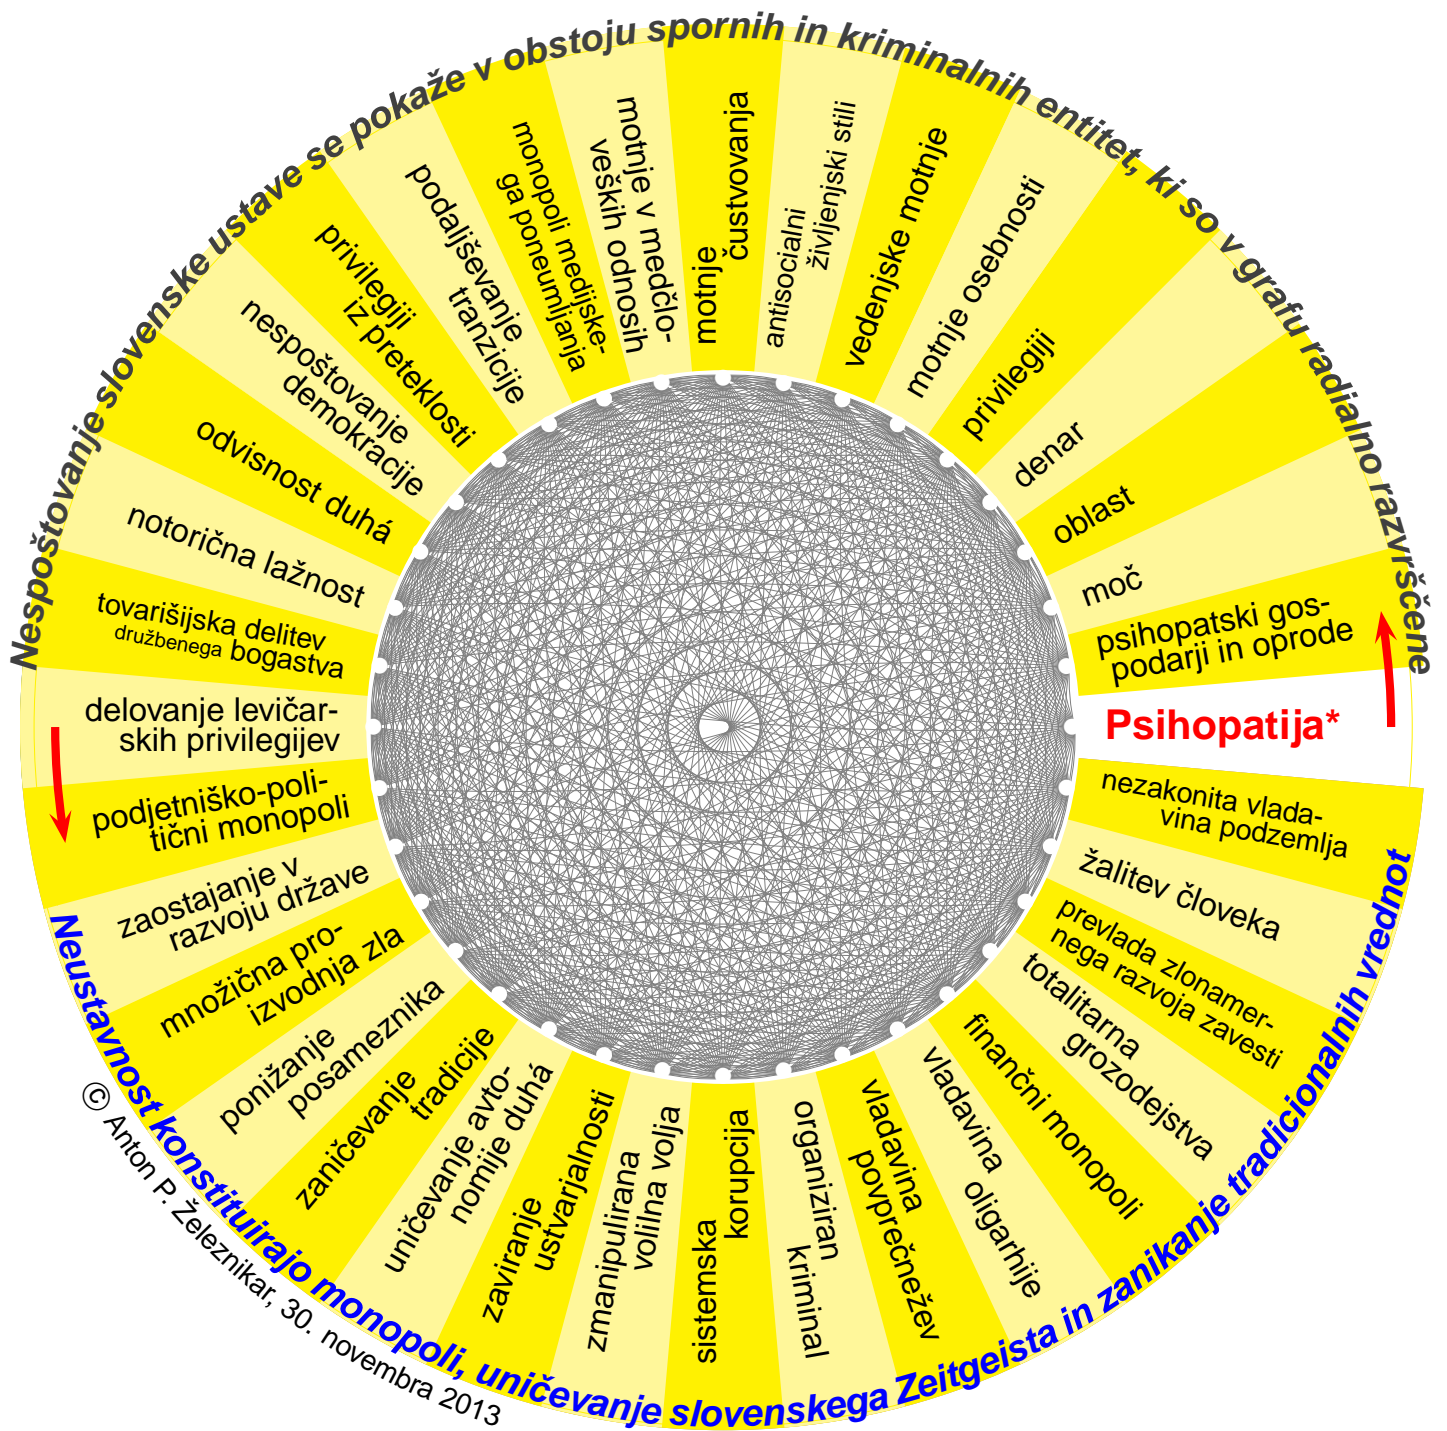 Nespoštovanje slovenske ustave se pokaže v obstoju spornih in kriminalnih entitet, ki so v grafu radialno razvrščene
Psihopatija*
psihopatski gos-
podarji in oprode
moč
oblast
denar
privilegiji
motnje osebnosti
vedenjske motnje
antisocialni
življenjski stili
motnje
čustvovanja
motnje v medčlo-
veških odnosih
monopoli medijske-
ga poneumljanja
podaljševanje
tranzicije
privilegiji
iz preteklosti
nespoštovanje
demokracije
odvisnost duhá
notorična lažnost
tovarišijska delitev
družbenega bogastva
delovanje levičar-
skih privilegijev
podjetniško-poli-
tični monopoli
zaostajanje v
razvoju države
množična pro-
izvodnja zla
ponižanje
posameznika
zaničevanje
tradicije
uničevanje avto-
nomije duhá
zaviranje
ustvarjalnosti
zmanipulirana
volilna volja
sistemska
korupcija
organiziran
kriminal
vladavina
povprečnežev
vladavina oligarhije
finančni monopoli
totalitarna
grozodejstva
prevlada zlonamer-
nega razvoja zavesti
žalitev človeka
nezakonita vlada-
vina podzemlja
Neustavnost konstituirajo monopoli, uničevanje slovenskega Zeitgeista in zanikanje tradicionalnih vrednot
© Anton P. Železnikar, 30. novembra 2013